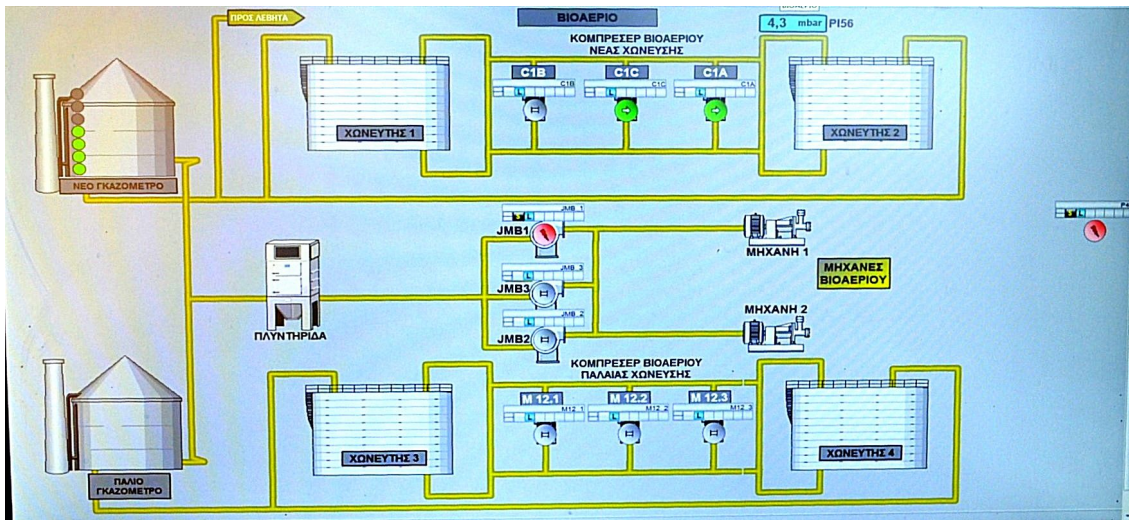 ΠΡΟΣ ΛΕΒΗΤΑ
ΒΙΟΑΕΡΙΟ
4,3 mbar PI56
ΚΟΜΠΡΕΣΕΡ ΒΙΟΑΕΡΙΟΥ
ΝΕΑΣ ΧΩΝΕΥΣΗΣ
C1B C1C C1A
C1B C1C C1A
L L L
ΧΩΝΕΥΤΗΣ 1
ΧΩΝΕΥΤΗΣ 2
ΝΕΟ ΓΚΑΖΟΜΕΤΡΟ
JMB_1
L
JMB1
L
ΜΗΧΑΝΗ 1
JMB_3
L
JMB3
ΜΗΧΑΝΕΣ
ΒΙΟΑΕΡΙΟΥ
JMB_2
L
JMB2
ΜΗΧΑΝΗ 2
ΠΛΥΝΤΗΡΙΔΑ
ΚΟΜΠΡΕΣΕΡ ΒΙΟΑΕΡΙΟΥ
ΠΑΛΑΙΑΣ ΧΩΝΕΥΣΗΣ
M 12.1 M 12.2 M 12.3
M12_1 M12_2 M12_3
L L L
ΧΩΝΕΥΤΗΣ 3
ΧΩΝΕΥΤΗΣ 4
ΠΑΛΙΟ
ΓΚΑΖΟΜΕΤΡΟ